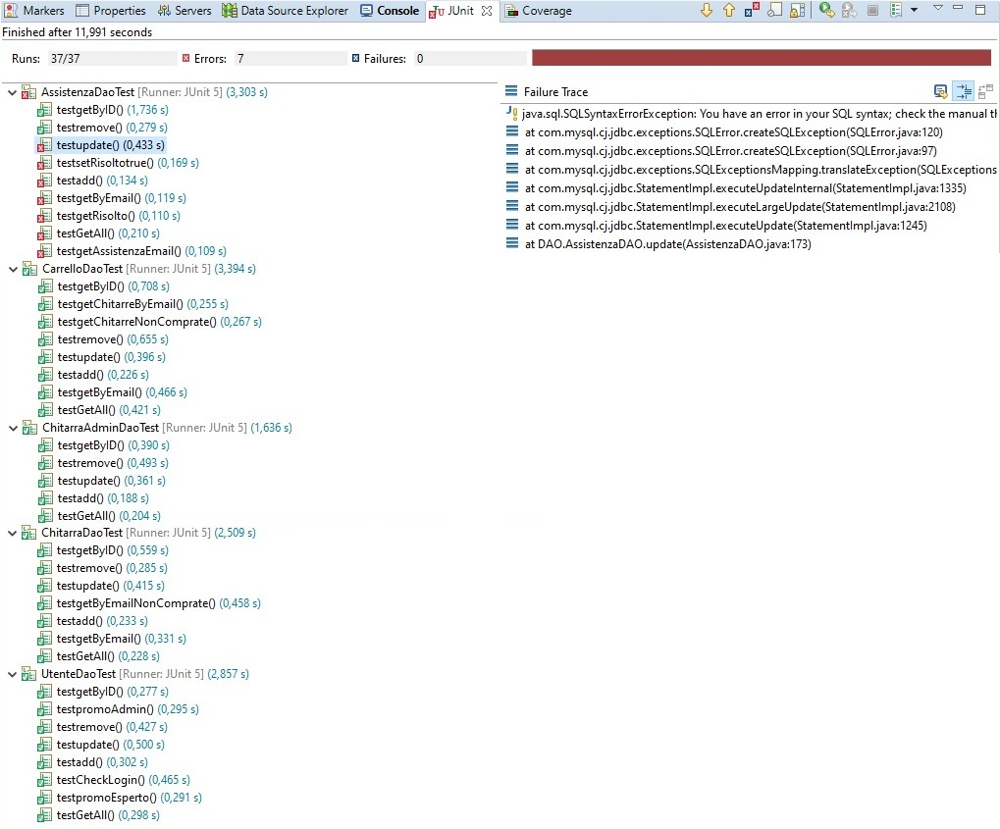 Markers Properties Servers Data Source Explorer Console JUnit Coverage
Finished after 11,991 seconds
Runs: 37/37 Errors: 7 Failures: 0
AssistenzaDaoTest [Runner: JUnit 5] (3,303 s)
testgetByID() (1,736 s)
testremove() (0,279 s)
testupdate() (0,433 s)
testsetRisoltotrue() (0,169 s)
testadd() (0,134 s)
testgetByEmail() (0,119 s)
testgetRisolto() (0,110 s)
testGetAll() (0,210 s)
testgetAssistenzaEmail() (0,109 s)
CarrelloDaoTest [Runner: JUnit 5] (3,394 s)
testgetByID() (0,708 s)
testgetChitarreByEmail() (0,255 s)
testgetChitarreNonComprate() (0,267 s)
testremove() (0,655 s)
testupdate() (0,396 s)
testadd() (0,226 s)
testgetByEmail() (0,466 s)
testGetAll() (0,421 s)
ChitarraAdminDaoTest [Runner: JUnit 5] (1,636 s)
testgetByID() (0,390 s)
testremove() (0,493 s)
testupdate() (0,361 s)
testadd() (0,188 s)
testGetAll() (0,204 s)
ChitarraDaoTest [Runner: JUnit 5] (2,509 s)
testgetByID() (0,559 s)
testremove() (0,285 s)
testupdate() (0,415 s)
testgetByEmailNonComprate() (0,458 s)
testadd() (0,233 s)
testgetByEmail() (0,331 s)
testGetAll() (0,228 s)
UtenteDaoTest [Runner: JUnit 5] (2,857 s)
testgetByID() (0,277 s)
testpromoAdmin() (0,295 s)
testremove() (0,427 s)
testupdate() (0,500 s)
testadd() (0,302 s)
testCheckLogin() (0,465 s)
testpromoEsperto() (0,291 s)
testGetAll() (0,298 s)
Failure Trace
java.sql.SQLSyntaxErrorException: You have an error in your SQL syntax; check the manual th
at com.mysql.cj.jdbc.exceptions.SQLError.createSQLException(SQLError.java:120)
at com.mysql.cj.jdbc.exceptions.SQLError.createSQLException(SQLError.java:97)
at com.mysql.cj.jdbc.exceptions.SQLExceptionsMapping.translateException(SQLExceptions
at com.mysql.cj.jdbc.StatementImpl.executeUpdateInternal(StatementImpl.java:1335)
at com.mysql.cj.jdbc.StatementImpl.executeLargeUpdate(StatementImpl.java:2108)
at com.mysql.cj.jdbc.StatementImpl.executeUpdate(StatementImpl.java:1245)
at DAO.AssistenzaDAO.update(AssistenzaDAO.java:173)